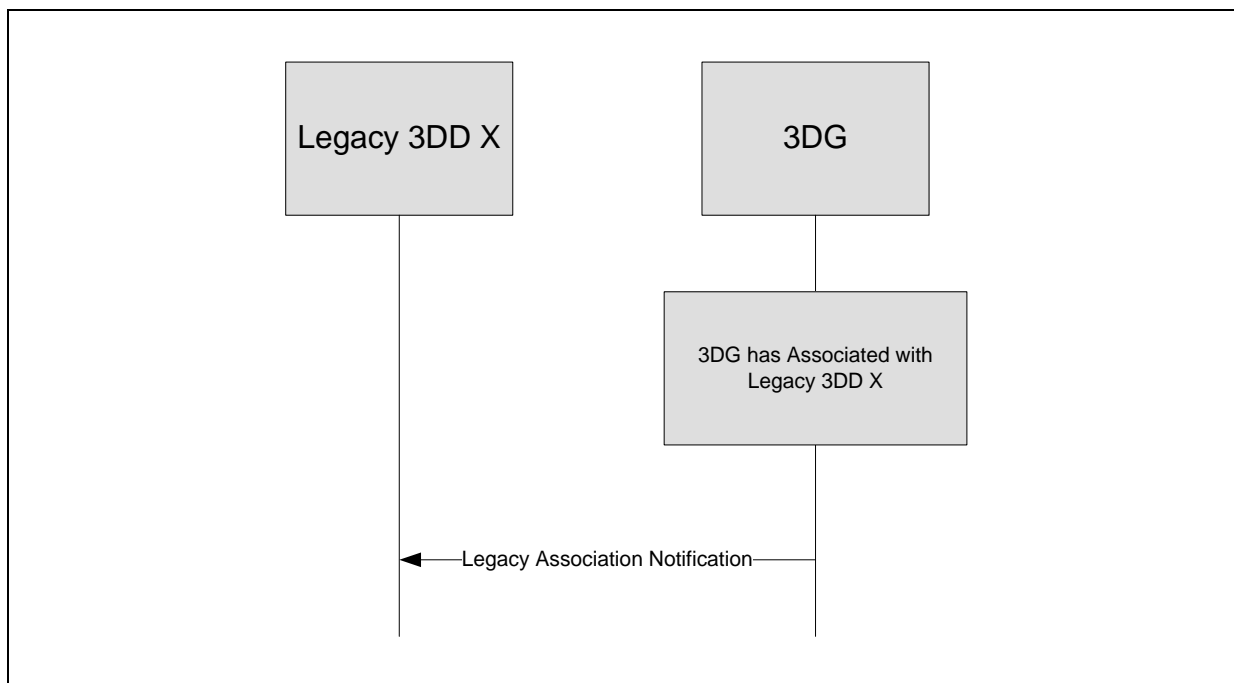 Legacy 3DD X
3DG
3DG has Associated with
Legacy 3DD X
Legacy Association Notification